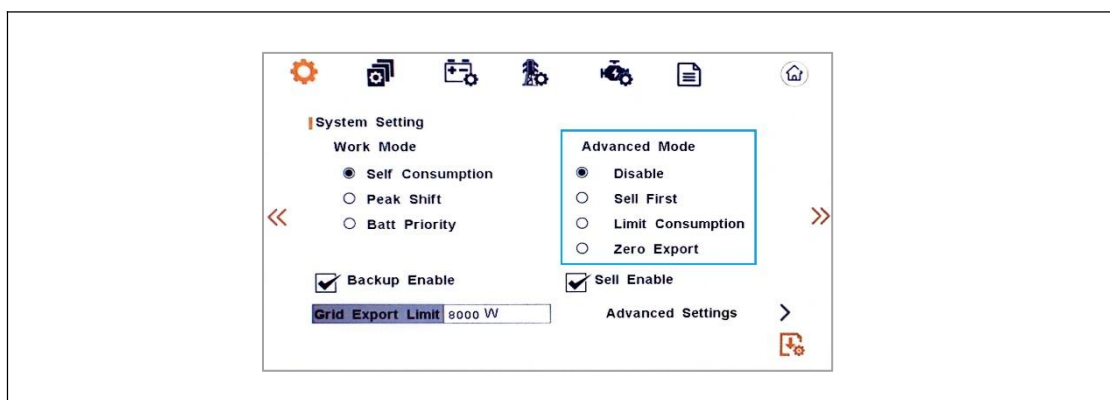 System Setting
Work Mode
Self Consumption
Peak Shift
Batt Priority
Advanced Mode
Disable
Sell First
Limit Consumption
Zero Export
Backup Enable
Sell Enable
Grid Export Limit 8000 W
Advanced Settings